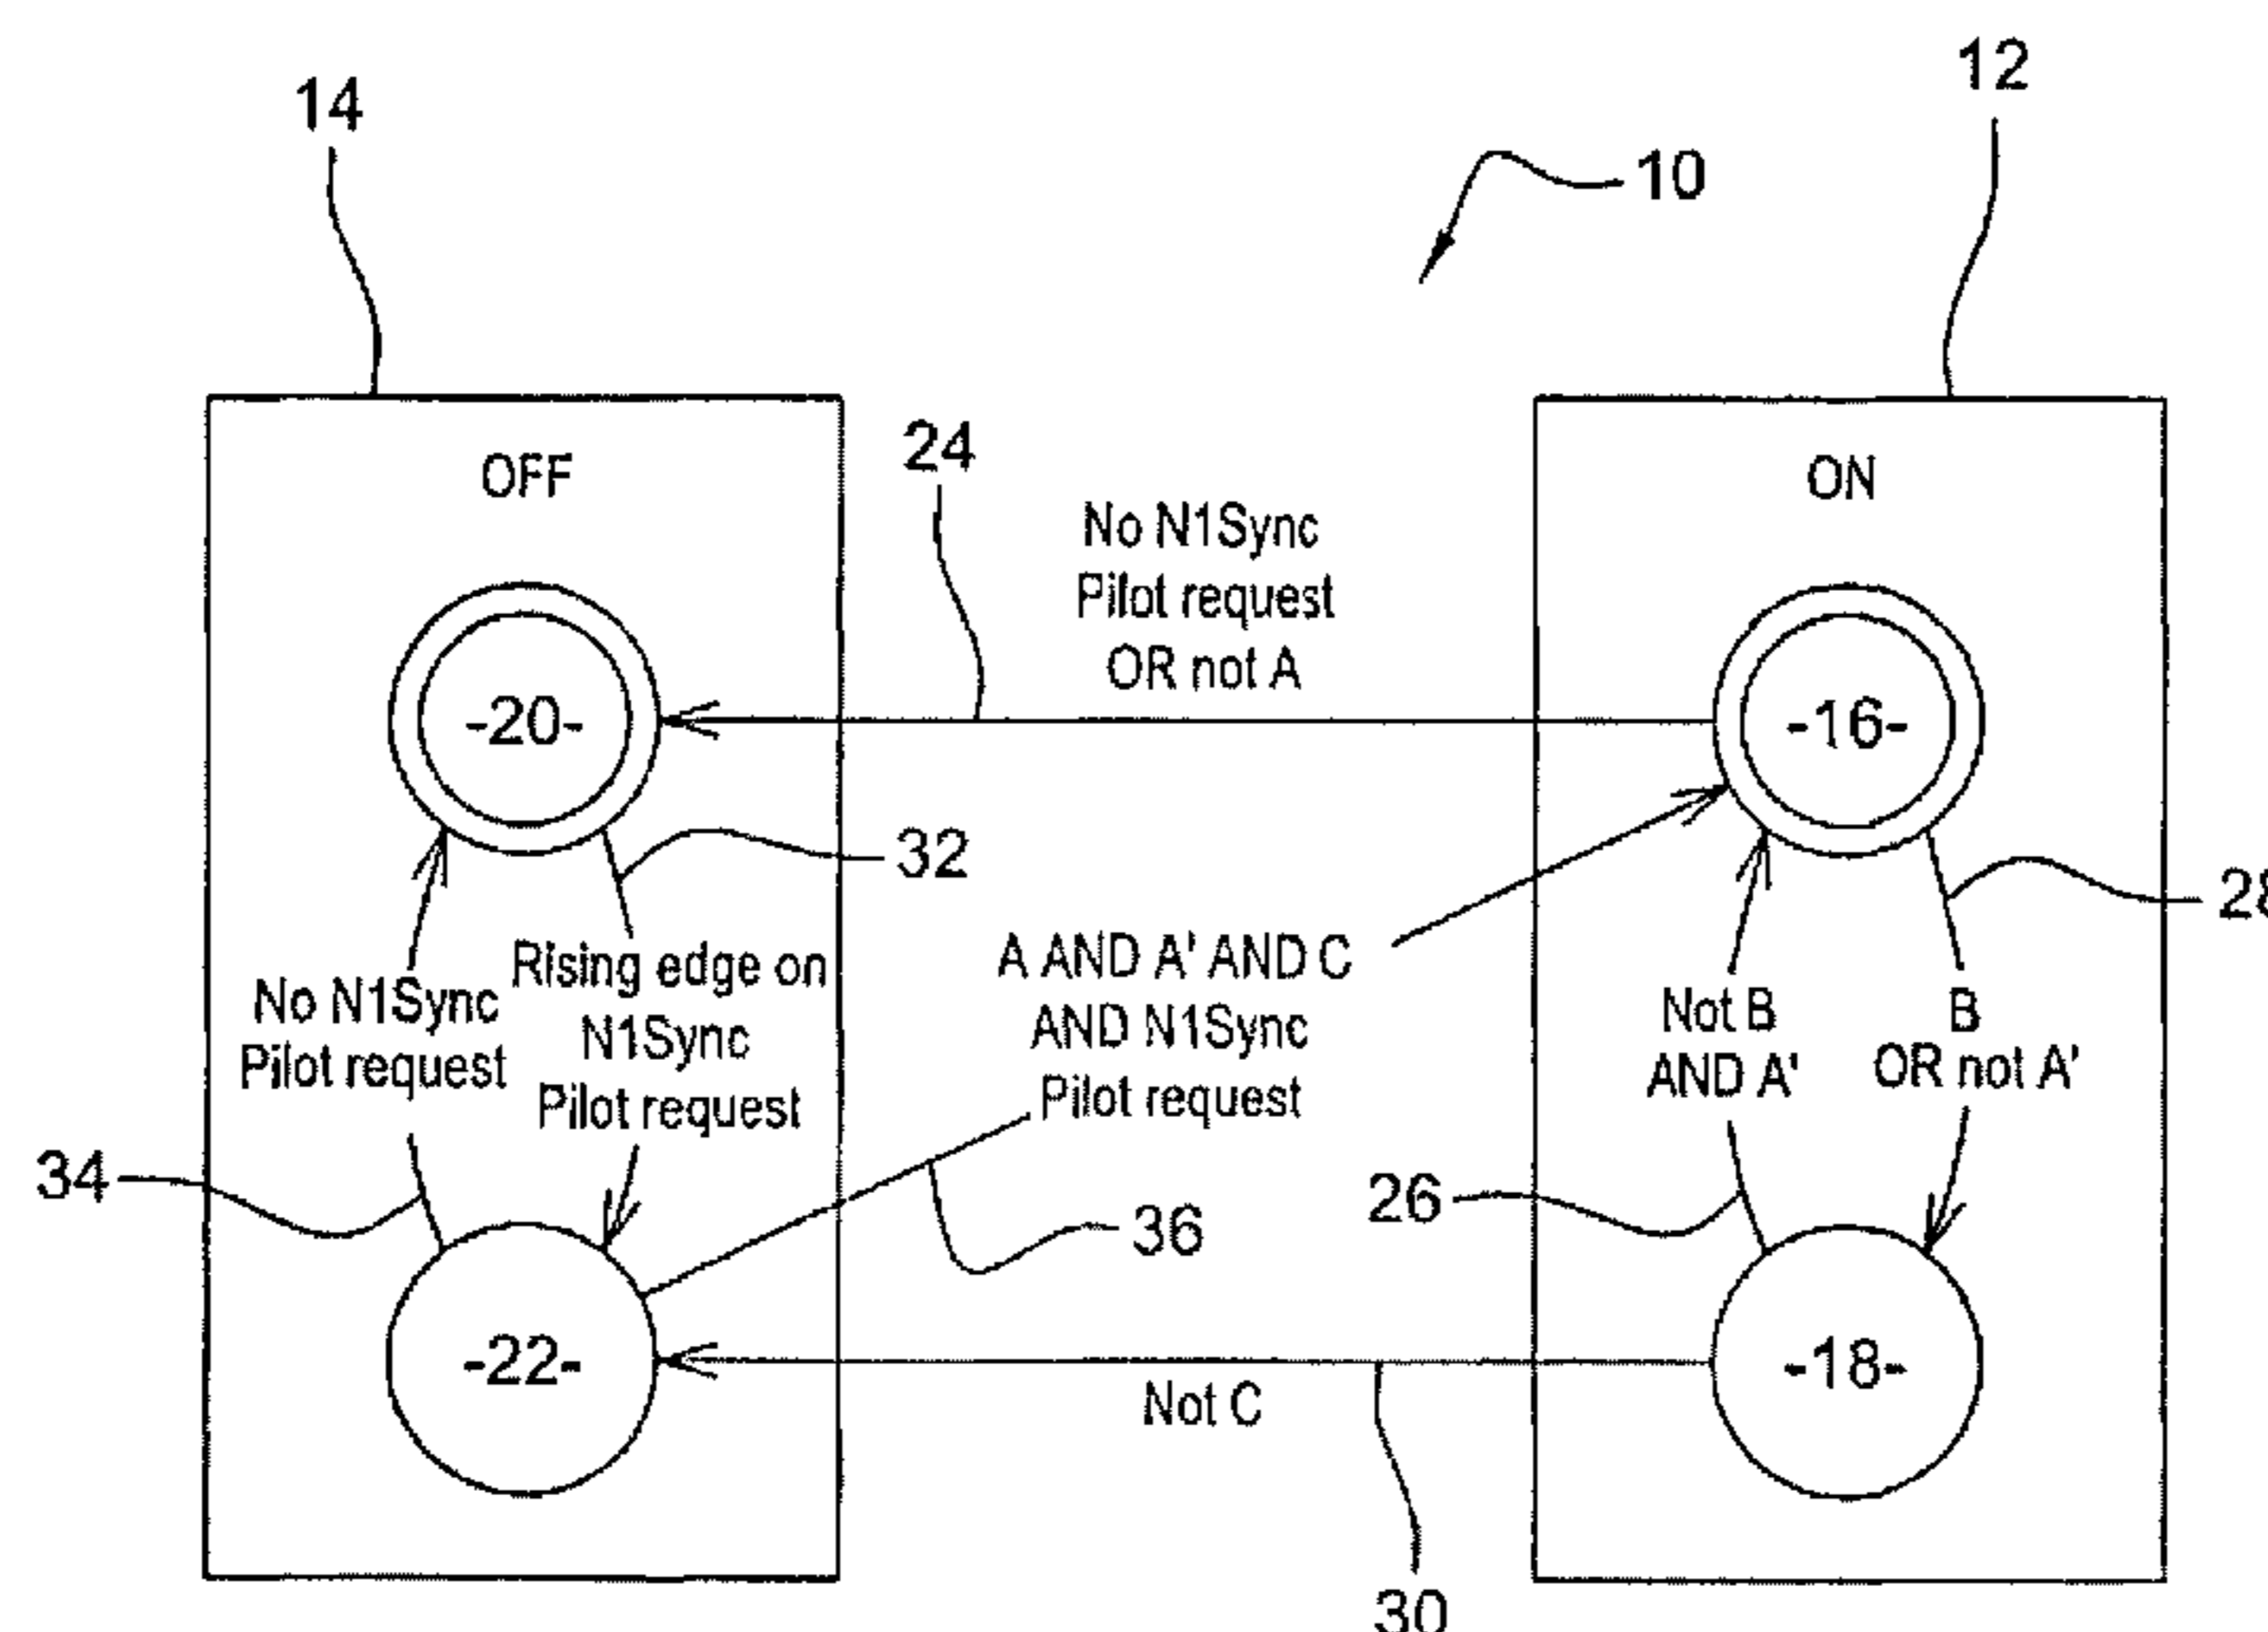 12
14
10
OFF
24
ON
No N1Sync
Pilot request
OR not A
-20-
-16-
32
28
No N1Sync
Pilot request
Rising edge on
N1Sync
Pilot request
A AND A' AND C
AND N1Sync
Pilot request
Not B
AND A'
B
OR not A'
34
26
36
-22-
-18-
Not C
30